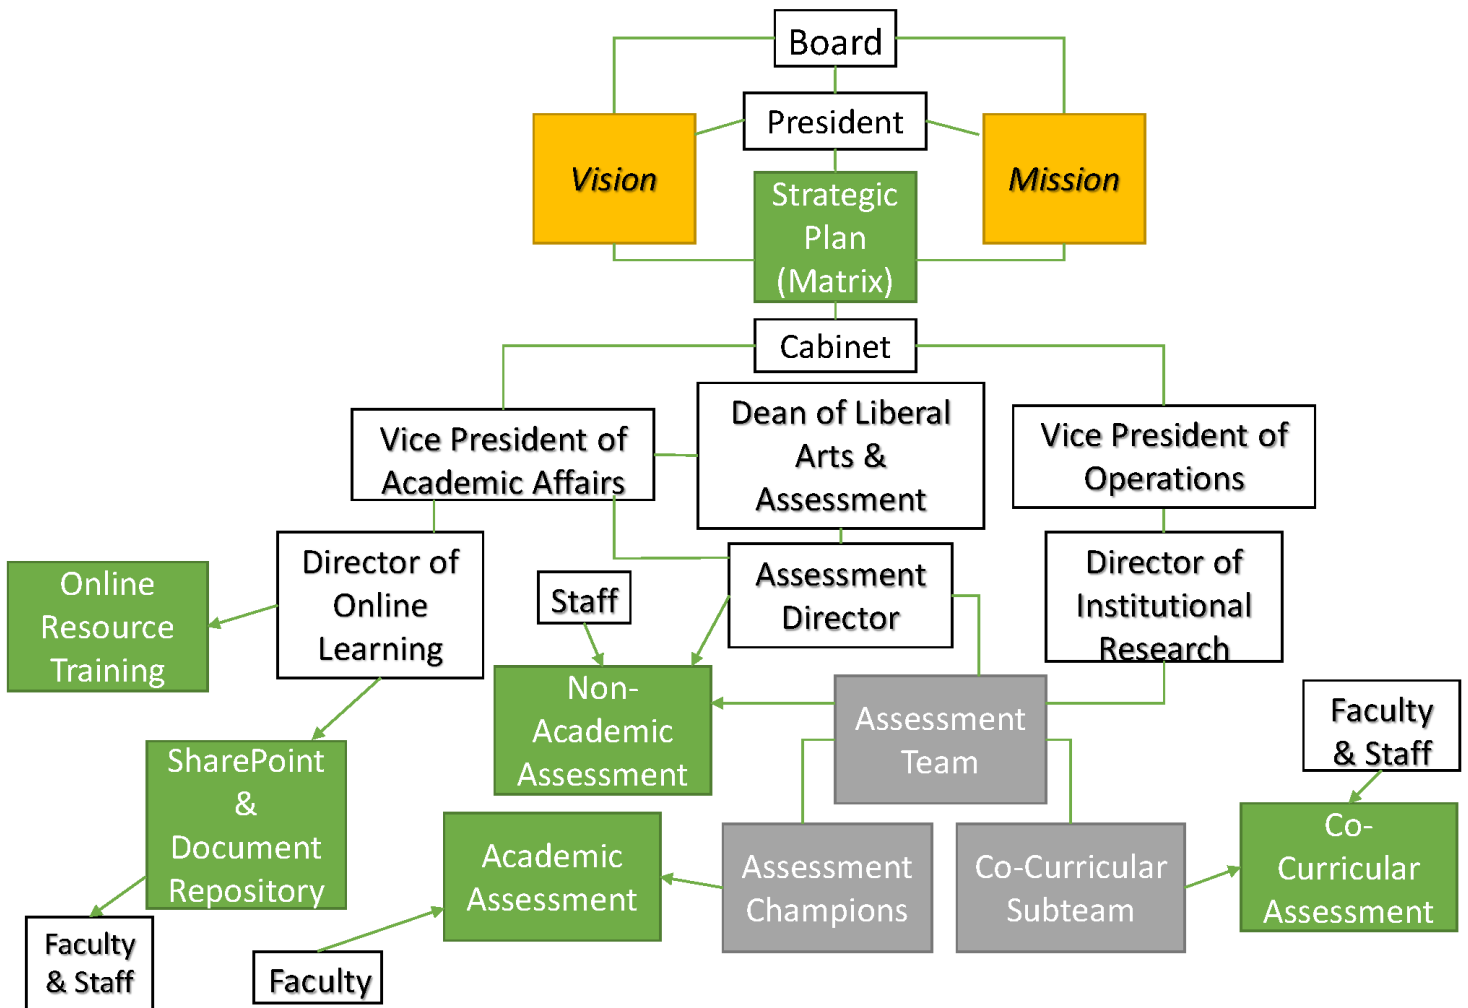 Board
President
Vision
Mission
Strategic
Plan
(Matrix)
Cabinet
Vice President of
Academic Affairs
Dean of Liberal
Arts &
Assessment
Vice President of
Operations
Online
Resource
Training
Director of
Online
Learning
Staff
Assessment
Director
Director of
Institutional
Research
Non-
Academic
Assessment
Assessment
Team
Faculty
& Staff
SharePoint
&
Document
Repository
Academic
Assessment
Assessment
Champions
Co-Curricular
Subteam
Co-
Curricular
Assessment
Faculty
& Staff
Faculty